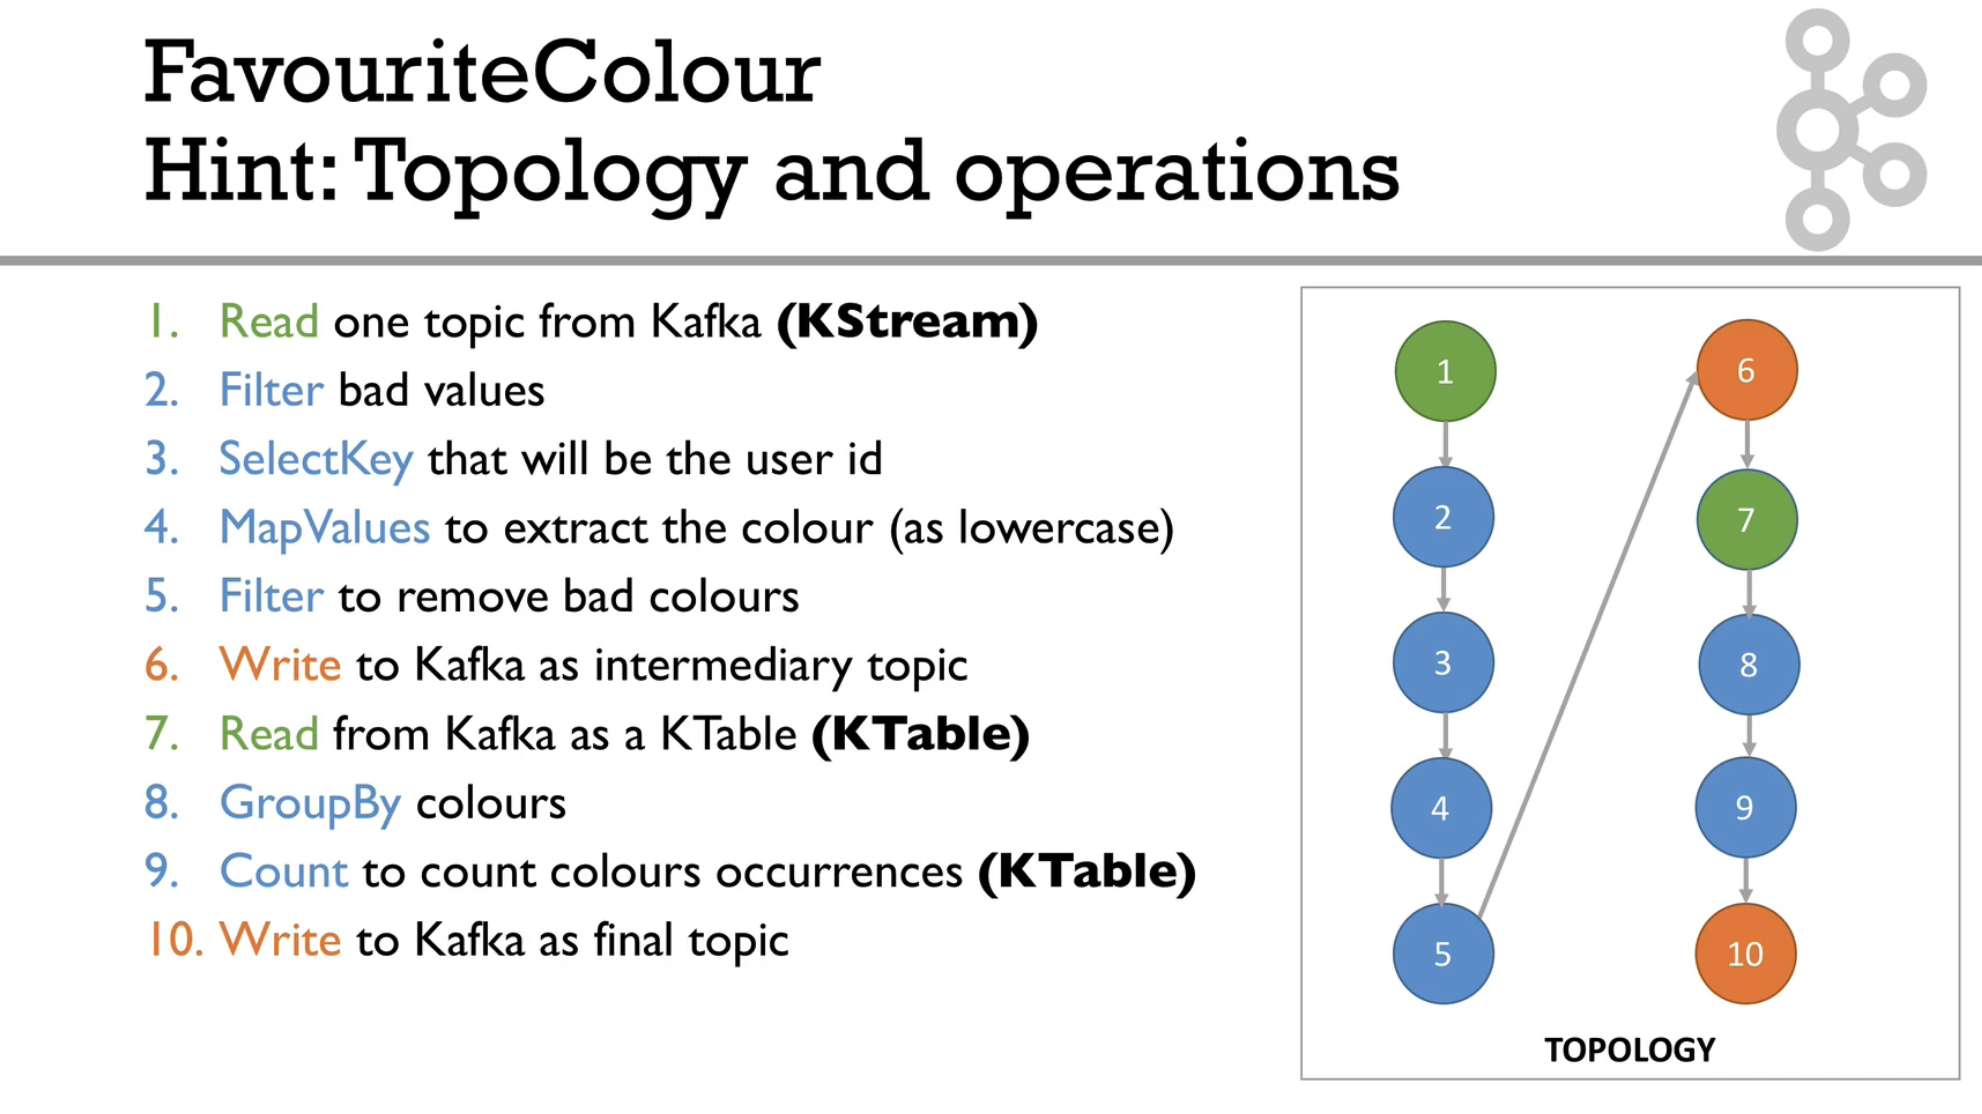 FavouriteColour
Hint: Topology and operations
1. Read one topic from Kafka (KStream)
2. Filter bad values
3. SelectKey that will be the user id
4. MapValues to extract the colour (as lowercase)
5. Filter to remove bad colours
6. Write to Kafka as intermediary topic
7. Read from Kafka as a KTable (KTable)
8. GroupBy colours
9. Count to count colours occurrences (KTable)
10. Write to Kafka as final topic
1
2
3
4
5
6
7
8
9
10
TOPOLOGY